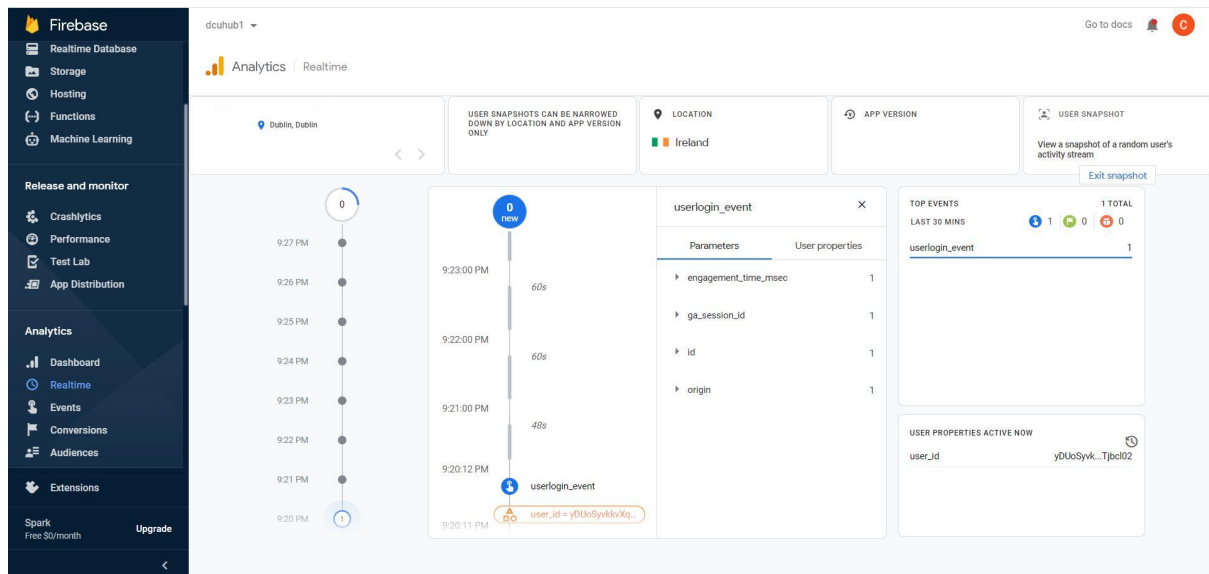 Firebase
Realtime Database
Storage
Hosting
Functions
Machine Learning
Release and monitor
Crashlytics
Performance
Test Lab
App Distribution
Analytics
Dashboard
Realtime
Events
Conversions
Audiences
Extensions
Spark
Free $0/month
Upgrade
dcuhub1
Go to docs
C
Analytics
Realtime
Dublin, Dublin
USER SNAPSHOTS CAN BE NARROWED
DOWN BY LOCATION AND APP VERSION
ONLY
LOCATION
Ireland
APP VERSION
USER SNAPSHOT
View a snapshot of a random user's
activity stream
Exit snapshot
0
9:27 PM
9:26 PM
9:25 PM
9:24 PM
9:23 PM
9:22 PM
9:21 PM
9:20 PM
1
0
new
9:23:00 PM
60s
9:22:00 PM
60s
9:21:00 PM
48s
9:20:12 PM
userlogin_event
user_id = yDUoSyvkkvXq...
9:20:11 PM
userlogin_event
Parameters
User properties
engagement_time_msec 1
ga_session_id 1
id 1
origin 1
TOP EVENTS 1 TOTAL
LAST 30 MINS 1 0 0
userlogin_event 1
USER PROPERTIES ACTIVE NOW
user_id yDUoSyvk...Tjbcl02